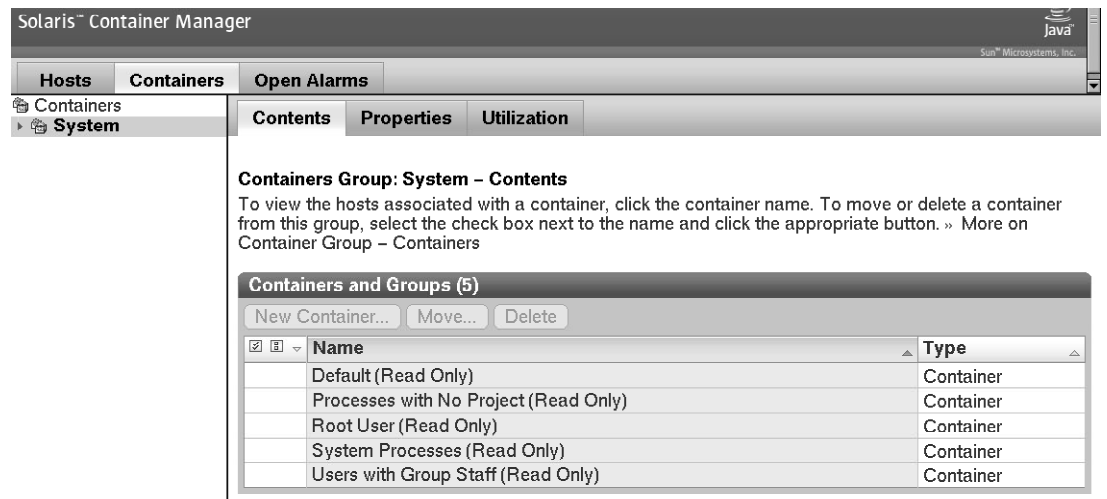 Solaris™ Container Manager
Java™
Sun™ Microsystems, Inc.
Hosts Containers Open Alarms
Containers
System
Contents Properties Utilization
Containers Group: System – Contents
To view the hosts associated with a container, click the container name. To move or delete a container
from this group, select the check box next to the name and click the appropriate button. » More on
Container Group – Containers
Containers and Groups (5)
New Container... Move... Delete
Name Type
Default (Read Only) Container
Processes with No Project (Read Only) Container
Root User (Read Only) Container
System Processes (Read Only) Container
Users with Group Staff (Read Only) Container